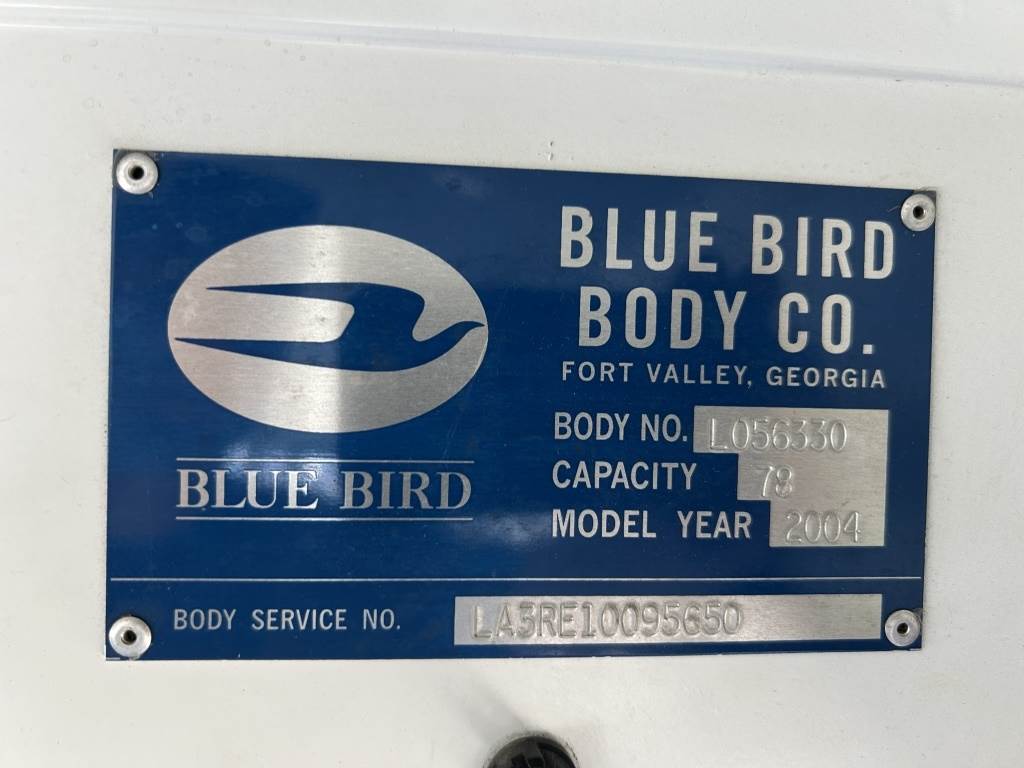 BLUE BIRD
BLUE BIRD
BODY CO.
FORT VALLEY, GEORGIA
BODY NO. L056330
CAPACITY 78
MODEL YEAR 2004
BODY SERVICE NO. LA3RE10095650